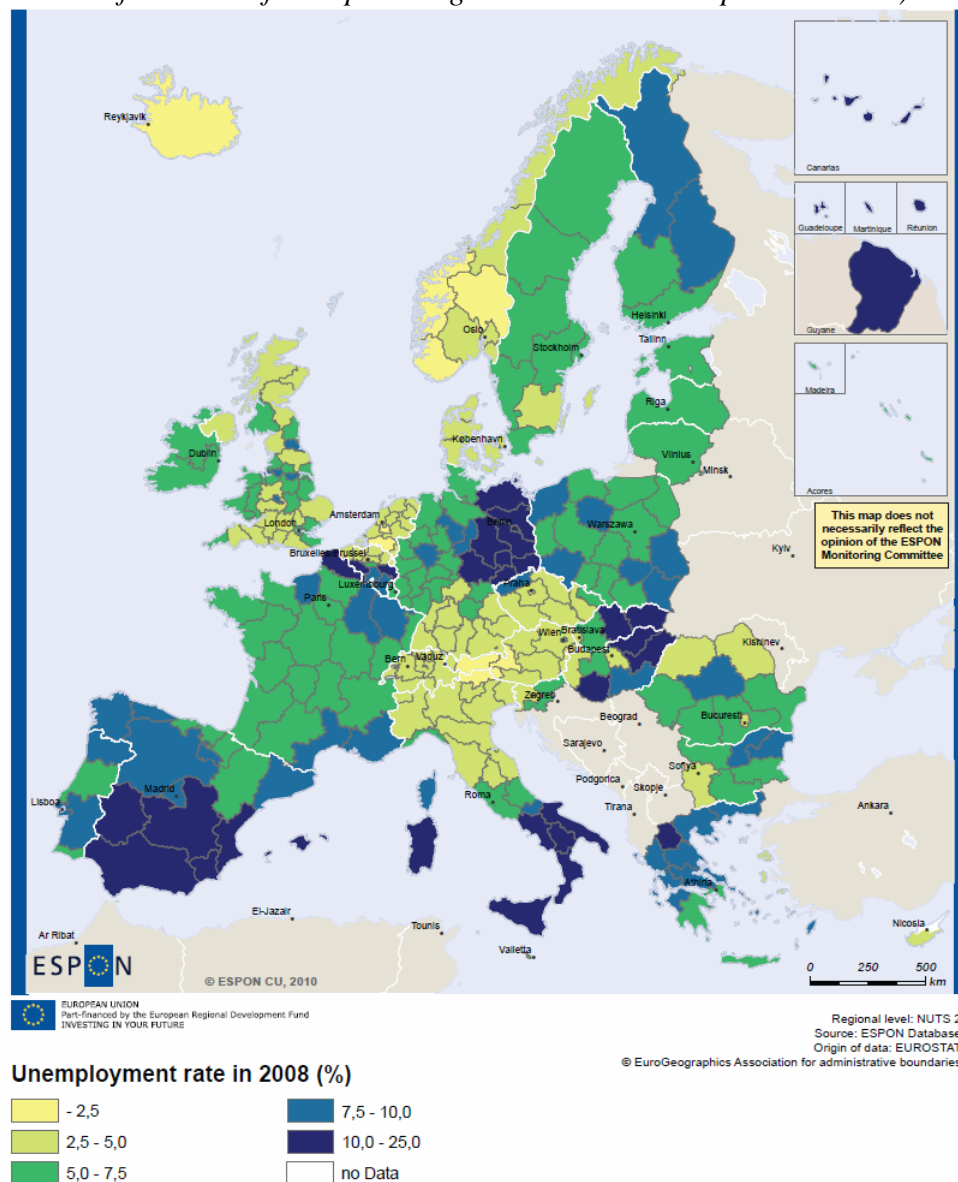 Reykjavik
Canarias
Guadeloupe
Martinique
Réunion
Guyane
Oslo
Helsinki
Tallinn
Stockholm
Madeira
Riga
København
Dublin
Vilnius
Minsk
Acores
This map does not
necessarily reflect the
opinion of the ESPON
Monitoring Committee
Amsterdam
London
Berlin
Warszawa
Bruxelles Brussel
Kyiv
Luxembourg
Praha
Paris
Wien
Bratislava
Kishinev
Budapest
Bern
Vaduz
Zagreb
Beograd
Bucuresti
Sarajevo
Sofiya
Podgorica
Skopje
Madrid
Roma
Tirana
Lisboa
Ankara
Athina
El-Jazair
Tounis
Nicosia
Ar Ribat
Valletta
ESPON
© ESPON CU, 2010
0 250 500
km
EUROPEAN UNION
Part-financed by the European Regional Development Fund
INVESTING IN YOUR FUTURE
Regional level: NUTS 2
Source: ESPON Database
Origin of data: EUROSTAT
© EuroGeographics Association for administrative boundaries
Unemployment rate in 2008 (%)
- 2,5
7,5 - 10,0
2,5 - 5,0
10,0 - 25,0
5,0 - 7,5
no Data